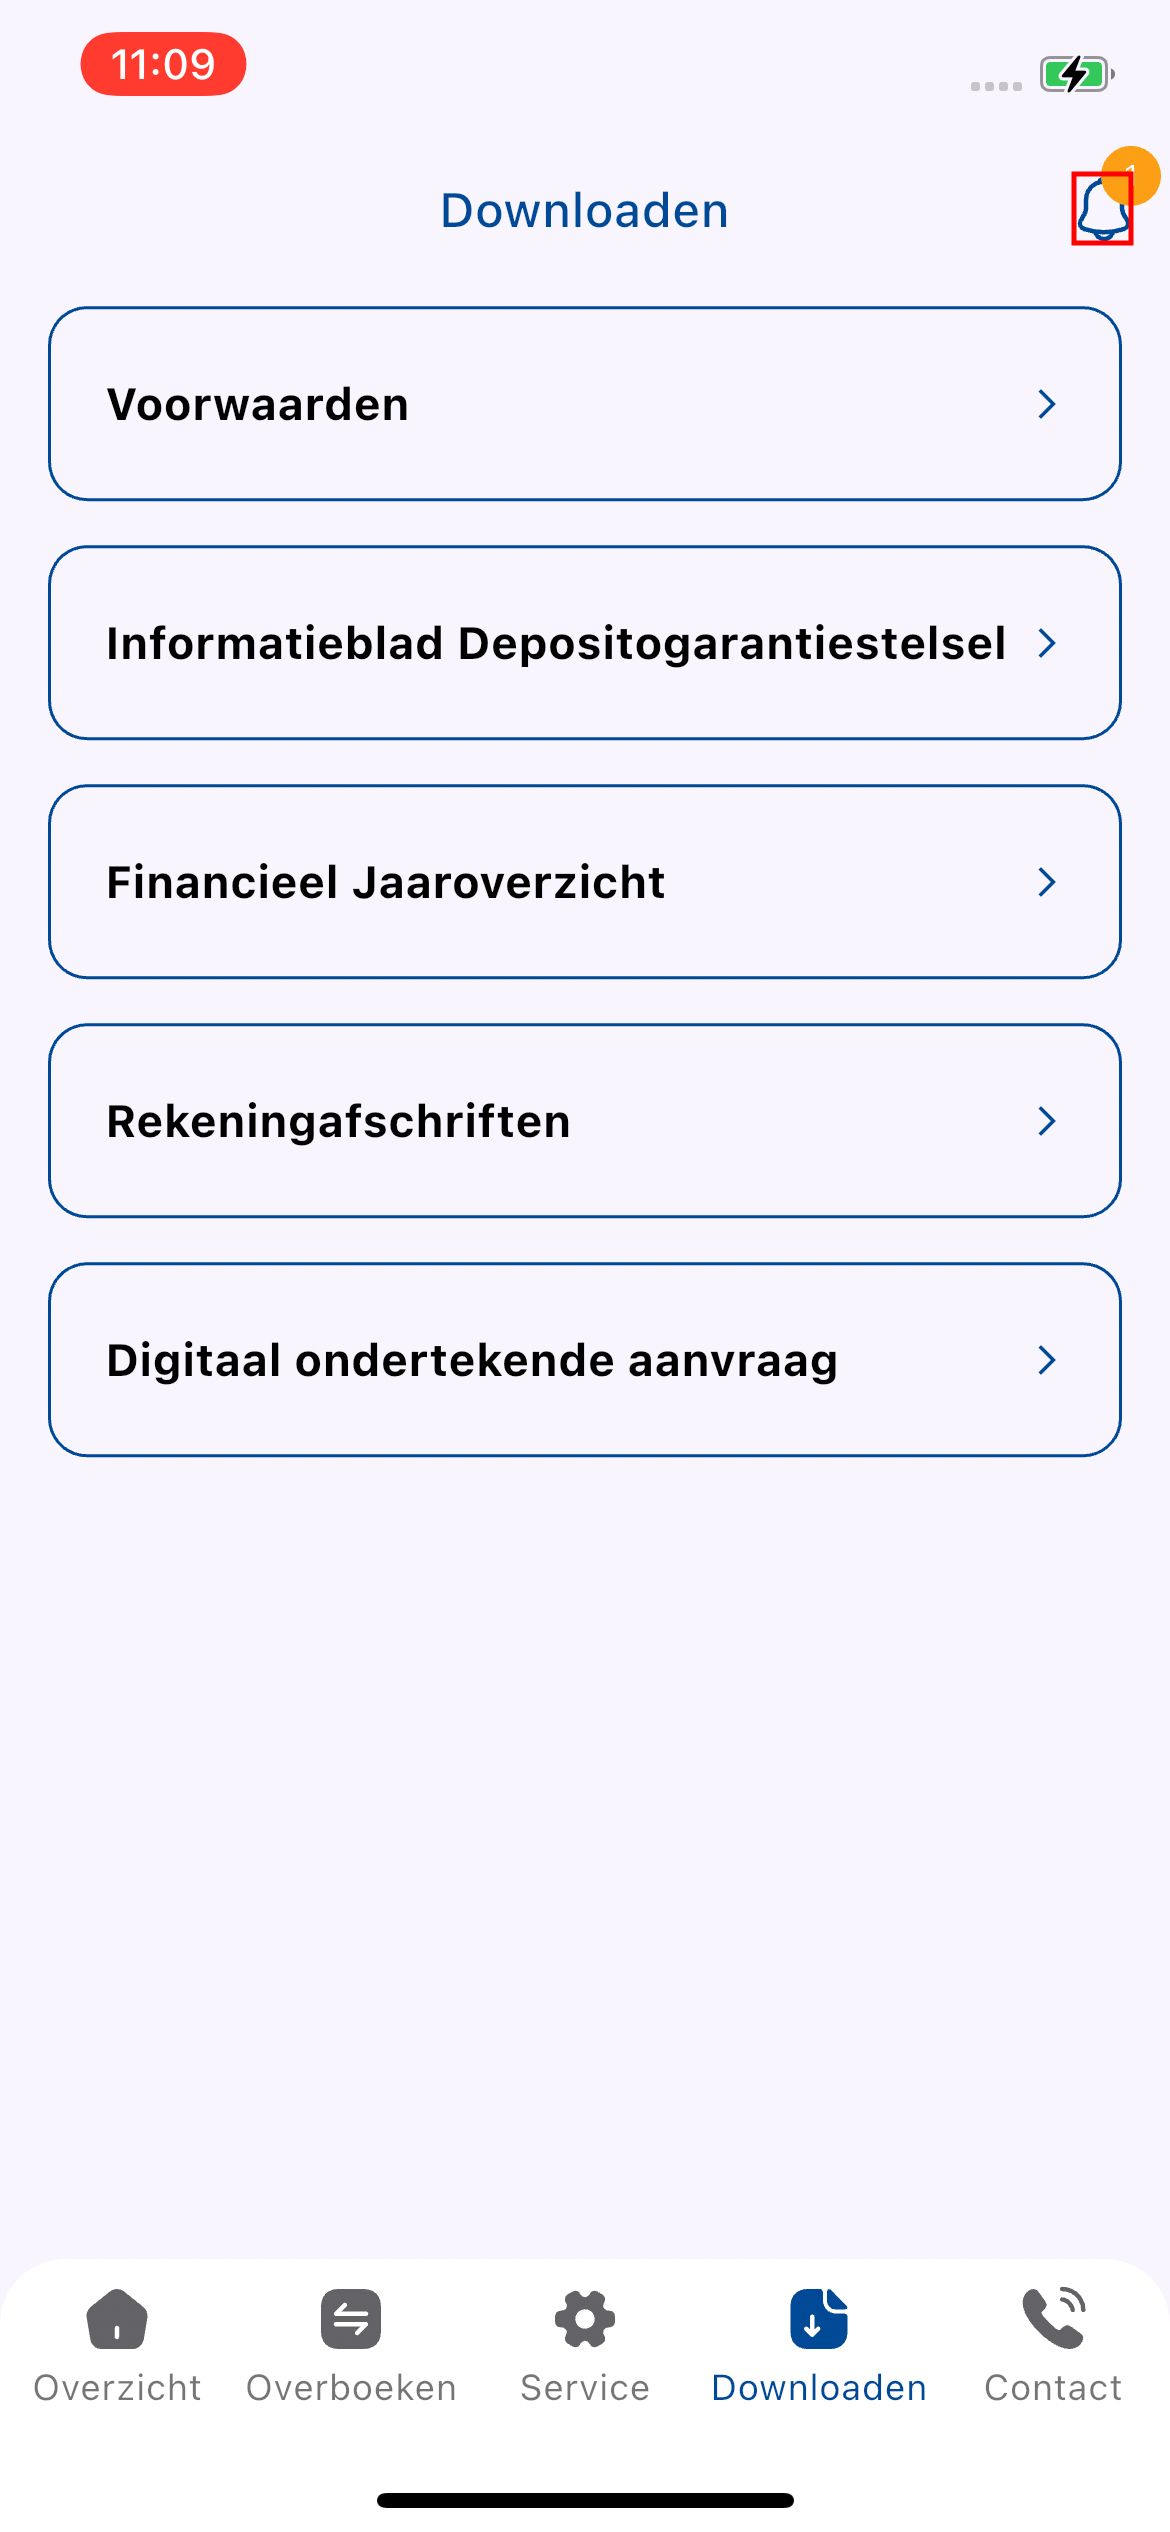 11:09
1
Downloaden
Voorwaarden
Informatieblad Depositogarantiestelsel
Financieel Jaaroverzicht
Rekeningafschriften
Digitaal ondertekende aanvraag
Overzicht Overboeken Service Downloaden Contact